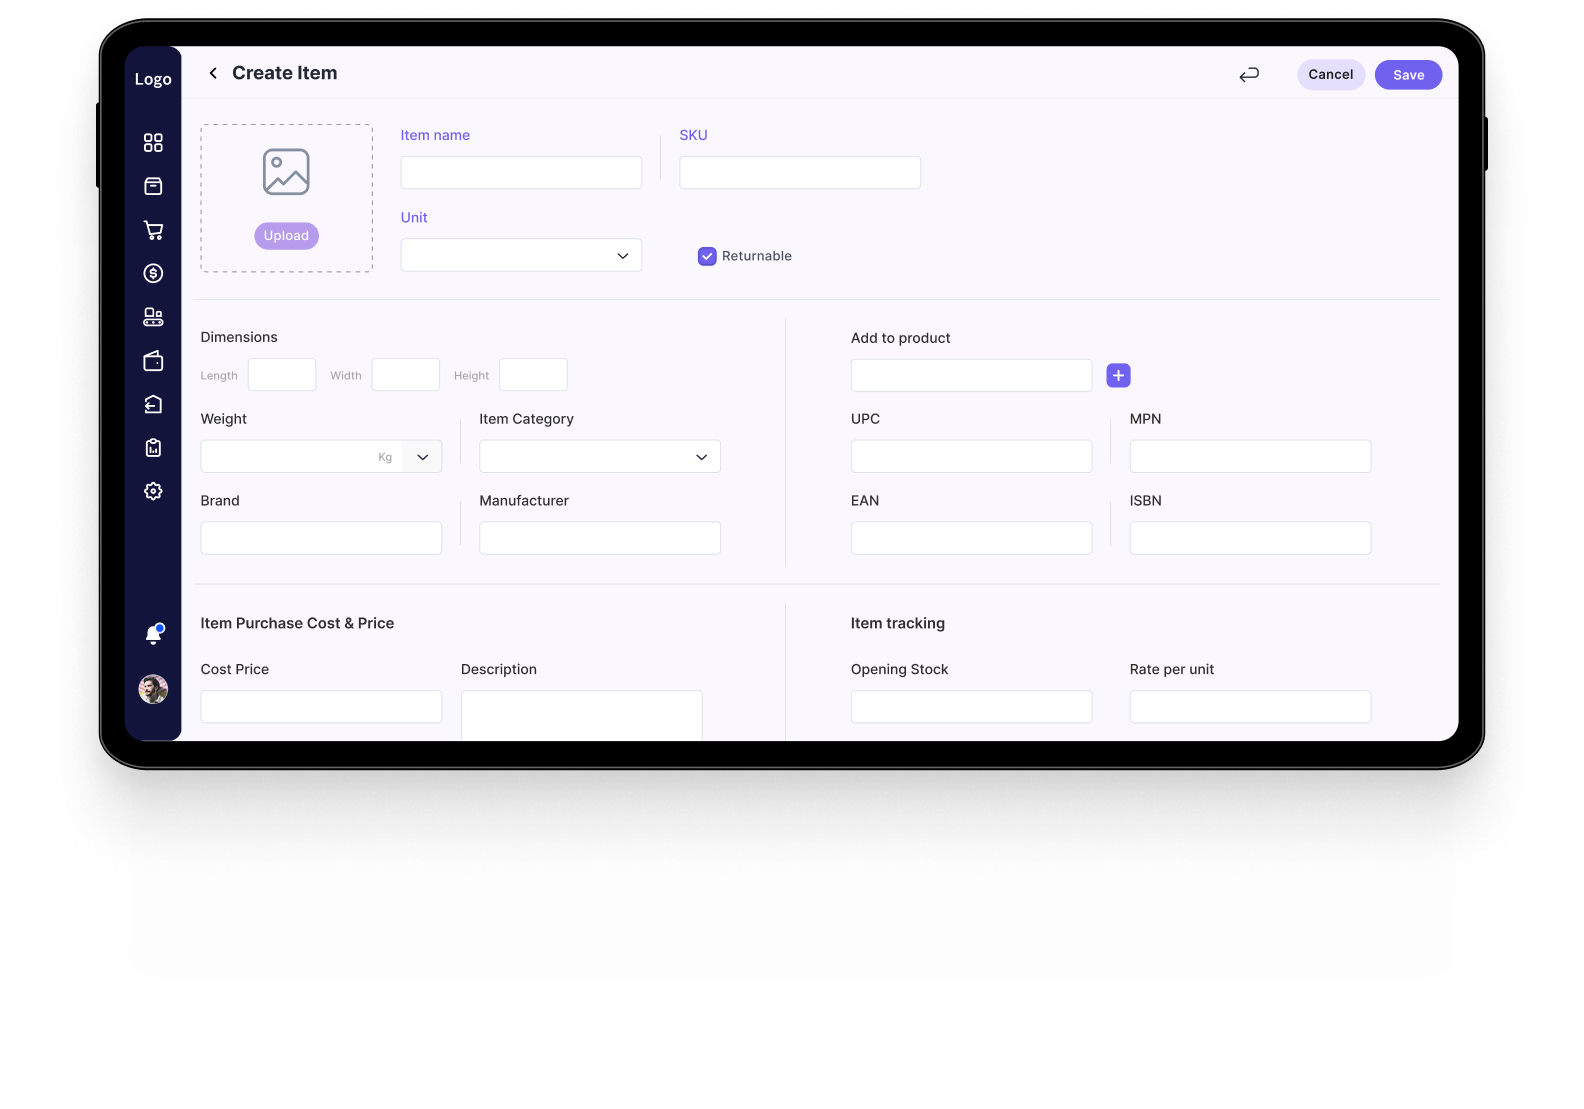 Logo
Create Item
Cancel
Save
Item name
SKU
Upload
Unit
Returnable
Dimensions
Length
Width
Height
Add to product
Weight
Item Category
UPC
MPN
Kg
Brand
Manufacturer
EAN
ISBN
Item Purchase Cost & Price
Item tracking
Cost Price
Description
Opening Stock
Rate per unit